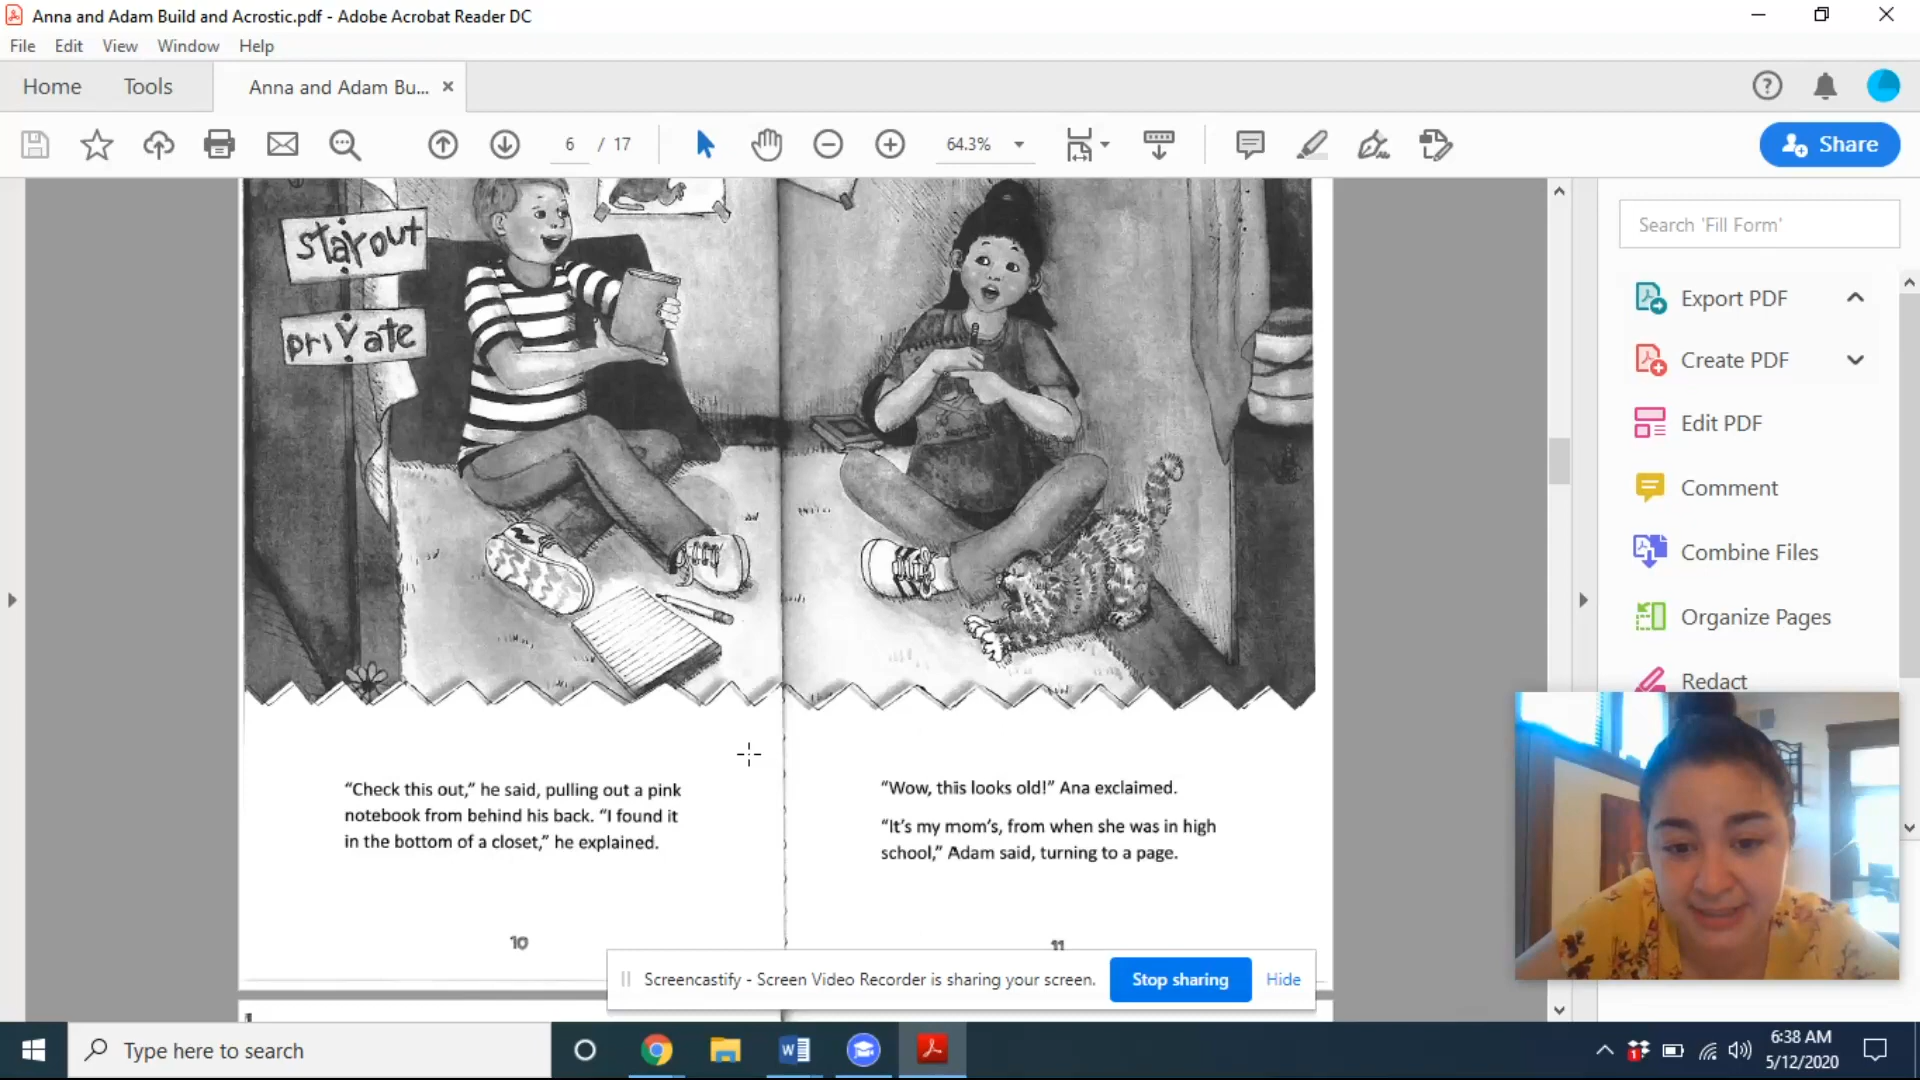 Anna and Adam Build and Acrostic.pdf - Adobe Acrobat Reader DC
File Edit View Window Help
Home Tools Anna and Adam Bu... ×
6 / 17 64.3% Share
Search 'Fill Form'
Export PDF
Create PDF
Edit PDF
Comment
Combine Files
Organize Pages
Redact
stay out
private
“Check this out,” he said, pulling out a pink
notebook from behind his back. “I found it
in the bottom of a closet,” he explained.
10
“Wow, this looks old!” Ana exclaimed.
“It’s my mom’s, from when she was in high
school,” Adam said, turning to a page.
11
Screencastify - Screen Video Recorder is sharing your screen. Stop sharing Hide
Type here to search
6:38 AM
5/12/2020